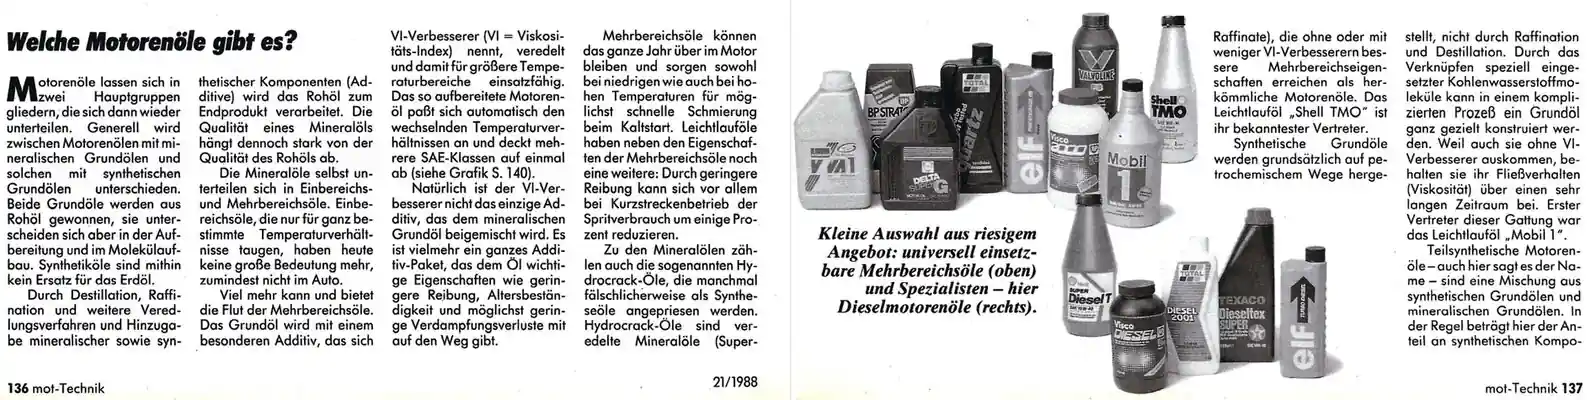 Welche Motorenöle gibt es?
Motorenöle lassen sich in
zwei Hauptgruppen
gliedern, die sich dann wieder
unterteilen. Generell wird
zwischen Motorenölen mit mi-
neralischen Grundölen und
solchen mit synthetischen
Grundölen unterschieden.
Beide Grundöle werden aus
Rohöl gewonnen, sie unter-
scheiden sich aber in der Auf-
bereitung und im Molekülauf-
bau. Synthetiköle sind mithin
kein Ersatz für das Erdöl.
Durch Destillation, Raffi-
nation und weitere Vered-
lungsverfahren und Hinzuga-
be mineralischer sowie syn-
thetischer Komponenten (Ad-
ditive) wird das Rohöl zum
Endprodukt verarbeitet. Die
Qualität eines Mineralöls
hängt dennoch stark von der
Qualität des Rohöls ab.
Die Mineralöle selbst un-
terteilen sich in Einbereichs-
und Mehrbereichsöle. Einbe-
reichsöle, die nur für ganz be-
stimmte Temperaturverhält-
nisse taugen, haben heute
keine große Bedeutung mehr,
zumindest nicht im Auto.
Viel mehr kann und bietet
die Flut der Mehrbereichsöle.
Das Grundöl wird mit einem
besonderen Additiv, das sich
VI-Verbesserer (VI = Viskosi-
täts-Index) nennt, veredelt
und damit für größere Tempe-
raturbereiche einsatzfähig.
Das so aufbereitete Motoren-
öl paßt sich automatisch den
wechselnden Temperaturver-
hältnissen an und deckt meh-
rere SAE-Klassen auf einmal
ab (siehe Grafik S. 140).
Natürlich ist der VI-Ver-
besserer nicht das einzige Ad-
ditiv, das dem mineralischen
Grundöl beigemischt wird. Es
ist vielmehr ein ganzes Addi-
tiv-Paket, das dem Öl wichti-
ge Eigenschaften wie gerin-
gere Reibung, Altersbestän-
digkeit und möglichst gerin-
ge Verdampfungsverluste mit
auf den Weg gibt.
Mehrbereichsöle können
das ganze Jahr über im Motor
bleiben und sorgen sowohl
bei niedrigen wie auch bei ho-
hen Temperaturen für mög-
lichst schnelle Schmierung
beim Kaltstart. Leichtlauföle
haben neben den Eigenschaf-
ten der Mehrbereichsöle noch
eine weitere: Durch geringere
Reibung kann sich vor allem
bei Kurzstreckenbetrieb der
Spritverbrauch um einige Pro-
zent reduzieren.
Zu den Mineralölen zäh-
len auch die sogenannten Hy-
drocrack-Öle, die manchmal
fälschlicherweise als Synthe-
seöle angepriesen werden.
Hydrocrack-Öle sind ver-
edelte Mineralöle (Super-
136 mot-Technik
21/1988
BP
TOTAL
Quartz
elf
VALVOLINE
Visco
2000
Shell
TMO
Mobil
1
DELTA
SUPER G
Kleine Auswahl aus riesigem
Angebot: universell einsetz-
bare Mehrbereichsöle (oben)
und Spezialisten – hier
Dieselmotorenöle (rechts).
SUPER
Diesel T
Visco
DIESEL
TOTAL
DIESEL
2001
TEXACO
Dieseltex
SUPER
elf
Raffinate), die ohne oder mit
weniger VI-Verbesserern bes-
sere Mehrbereichseigen-
schaften erreichen als her-
kömmliche Motorenöle. Das
Leichtlauföl „Shell TMO" ist
ihr bekanntester Vertreter.
Synthetische Grundöle
werden grundsätzlich auf pe-
trochemischem Wege herge-
stellt, nicht durch Raffination
und Destillation. Durch das
Verknüpfen speziell einge-
setzter Kohlenwasserstoffmo-
leküle kann in einem kompli-
zierten Prozeß ein Grundöl
ganz gezielt konstruiert wer-
den. Weil auch sie ohne VI-
Verbesserer auskommen, be-
halten sie ihr Fließverhalten
(Viskosität) über einen sehr
langen Zeitraum bei. Erster
Vertreter dieser Gattung war
das Leichtlauföl „Mobil 1".
Teilsynthetische Motoren-
öle – auch hier sagt es der Na-
me – sind eine Mischung aus
synthetischen Grundölen und
mineralischen Grundölen. In
der Regel beträgt hier der An-
teil an synthetischen Kompo-
mot-Technik 137